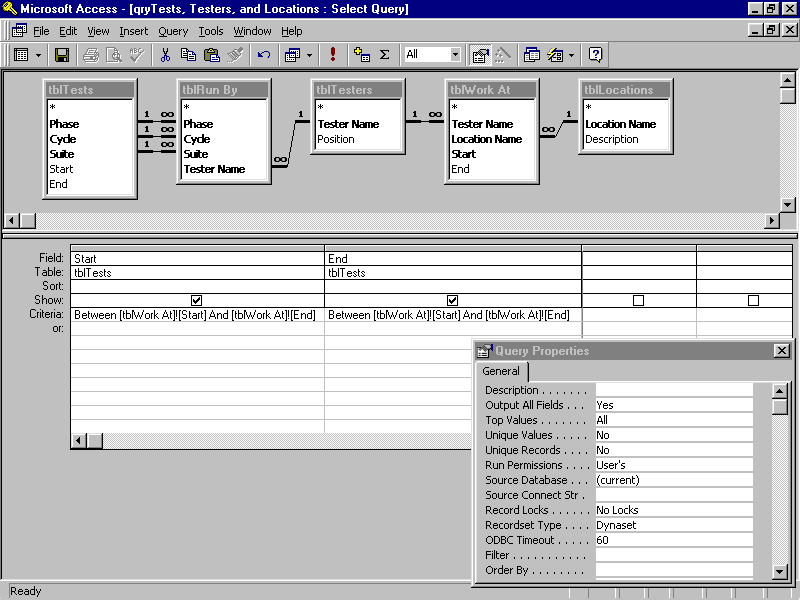 Microsoft Access - [qryTests, Testers, and Locations : Select Query]
File Edit View Insert Query Tools Window Help
All
tblTests tblRun By tblTesters tblWork At tblLocations
* * * * *
Phase Phase Tester Name Tester Name Location Name
Cycle Cycle Position Location Name Description
Suite Suite Start
Start Tester Name End
End
1 ∞ 1 1 ∞ 1
1 ∞ ∞
1 ∞ ∞
Field: Start End
Table: tblTests tblTests
Sort:
Show:
Criteria: Between [tblWork At]![Start] And [tblWork At]![End] Between [tblWork At]![Start] And [tblWork At]![End]
or:
Query Properties
General
Description . . . . . . .
Output All Fields . . . Yes
Top Values . . . . . . . All
Unique Values . . . . . No
Unique Records . . . . No
Run Permissions . . . . User's
Source Database . . . (current)
Source Connect Str .
Record Locks . . . . . . No Locks
Recordset Type . . . . Dynaset
ODBC Timeout . . . . . 60
Filter . . . . . . . . . . .
Order By . . . . . . . .
Ready